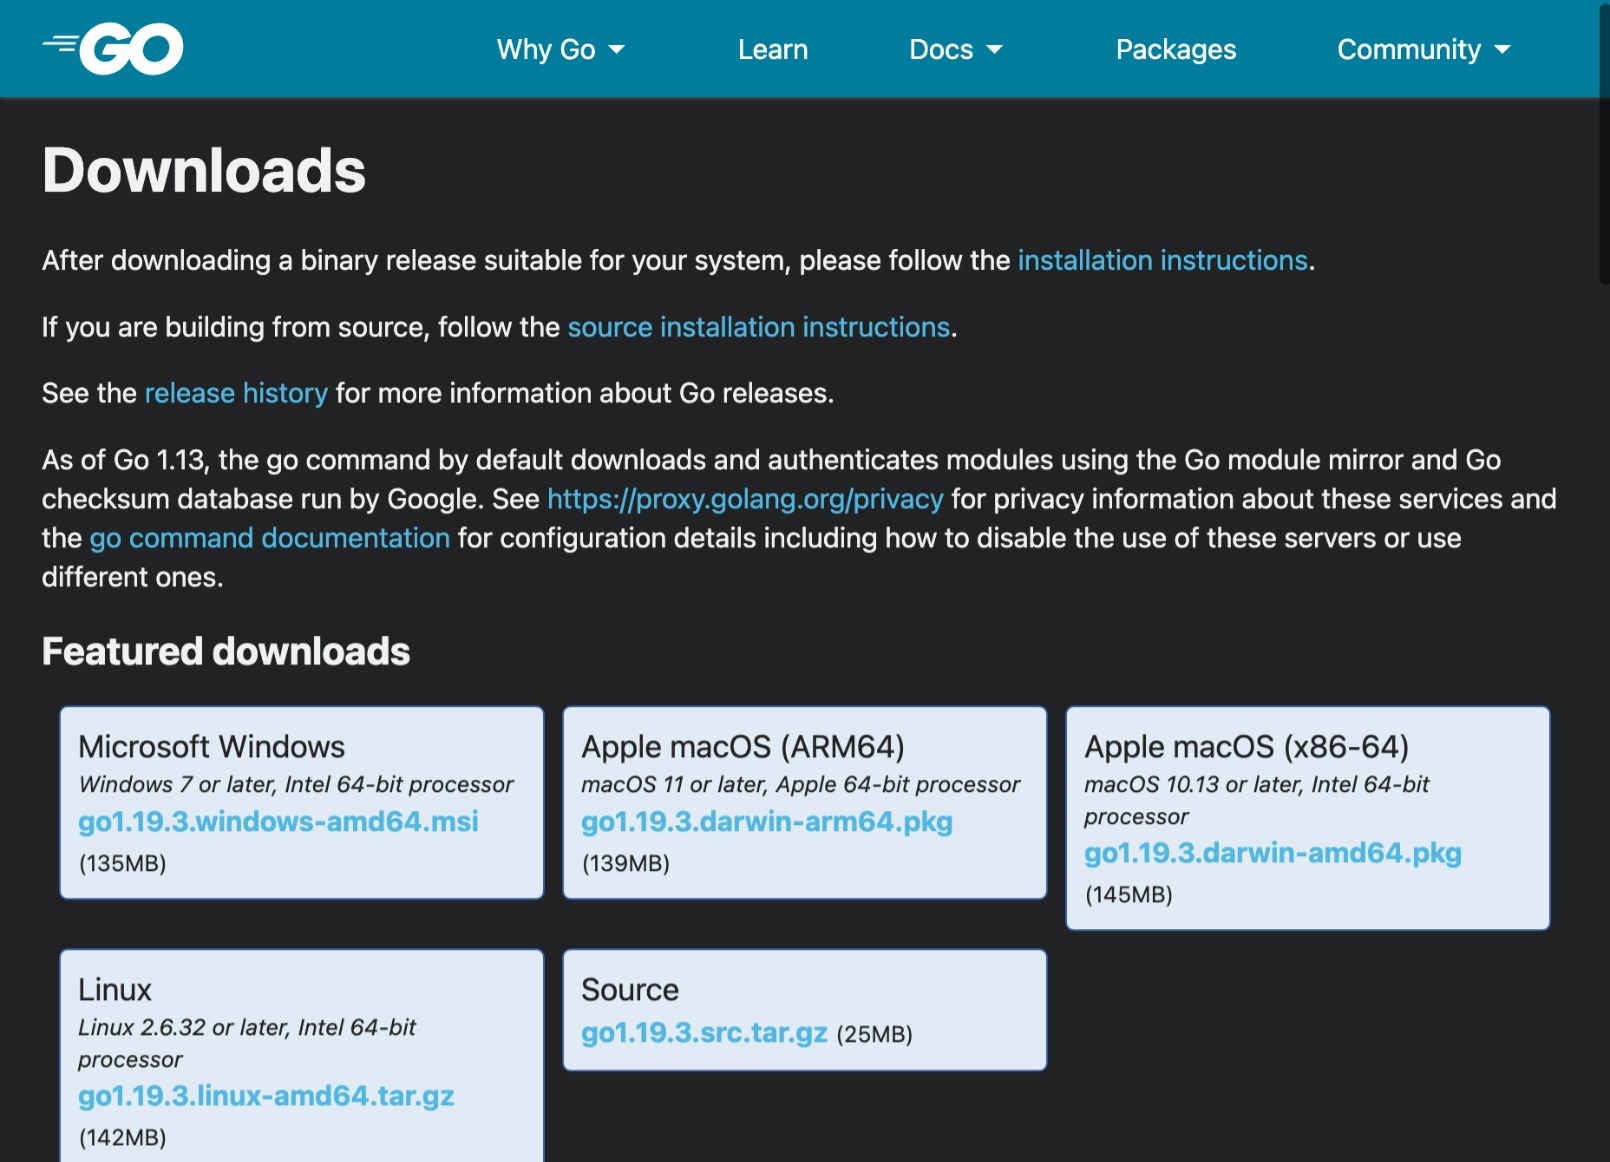 GO
Why Go
Learn
Docs
Packages
Community
Downloads
After downloading a binary release suitable for your system, please follow the installation instructions.
If you are building from source, follow the source installation instructions.
See the release history for more information about Go releases.
As of Go 1.13, the go command by default downloads and authenticates modules using the Go module mirror and Go
checksum database run by Google. See https://proxy.golang.org/privacy for privacy information about these services and
the go command documentation for configuration details including how to disable the use of these servers or use
different ones.
Featured downloads
Microsoft Windows
Windows 7 or later, Intel 64-bit processor
go1.19.3.windows-amd64.msi
(135MB)
Apple macOS (ARM64)
macOS 11 or later, Apple 64-bit processor
go1.19.3.darwin-arm64.pkg
(139MB)
Apple macOS (x86-64)
macOS 10.13 or later, Intel 64-bit
processor
go1.19.3.darwin-amd64.pkg
(145MB)
Linux
Linux 2.6.32 or later, Intel 64-bit
processor
go1.19.3.linux-amd64.tar.gz
(142MB)
Source
go1.19.3.src.tar.gz (25MB)